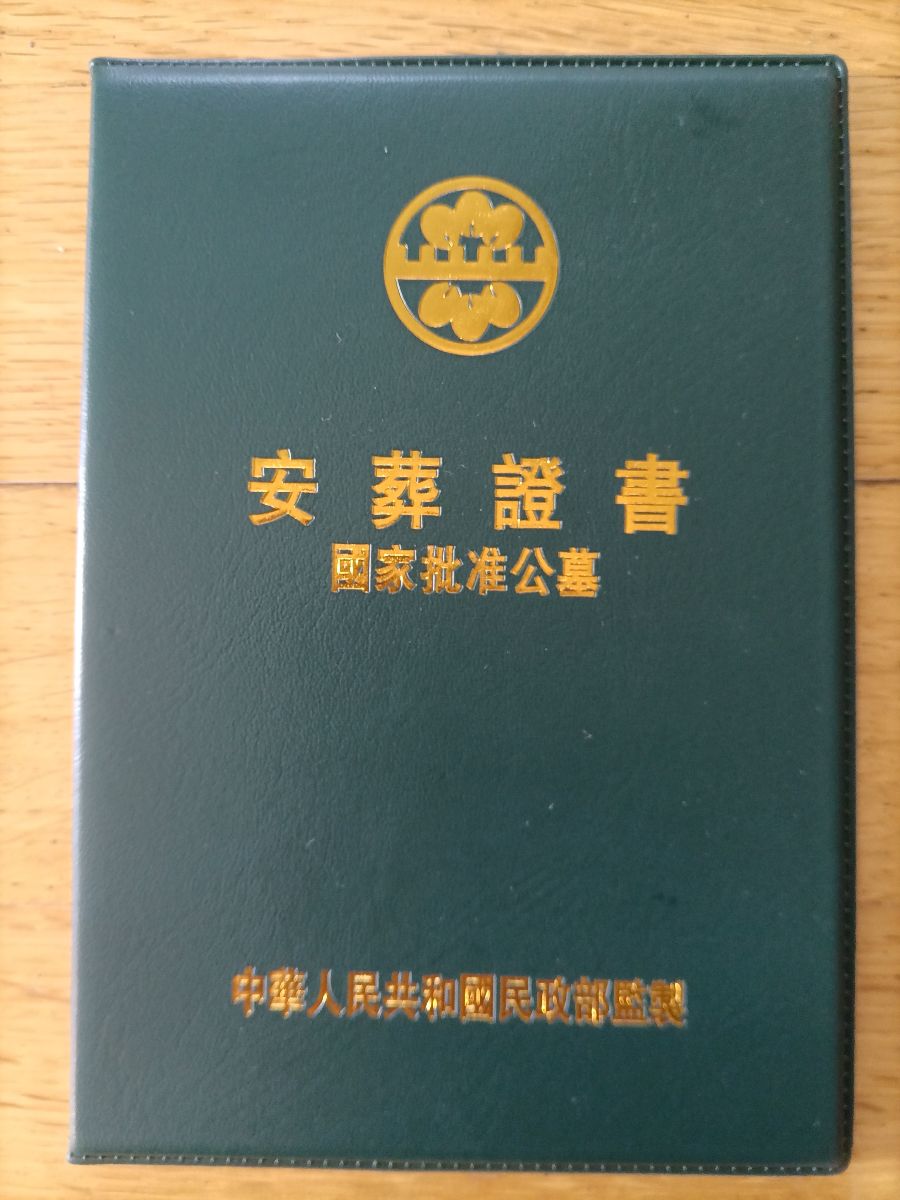 安葬證書
國家批准公墓
中華人民共和國民政部監製